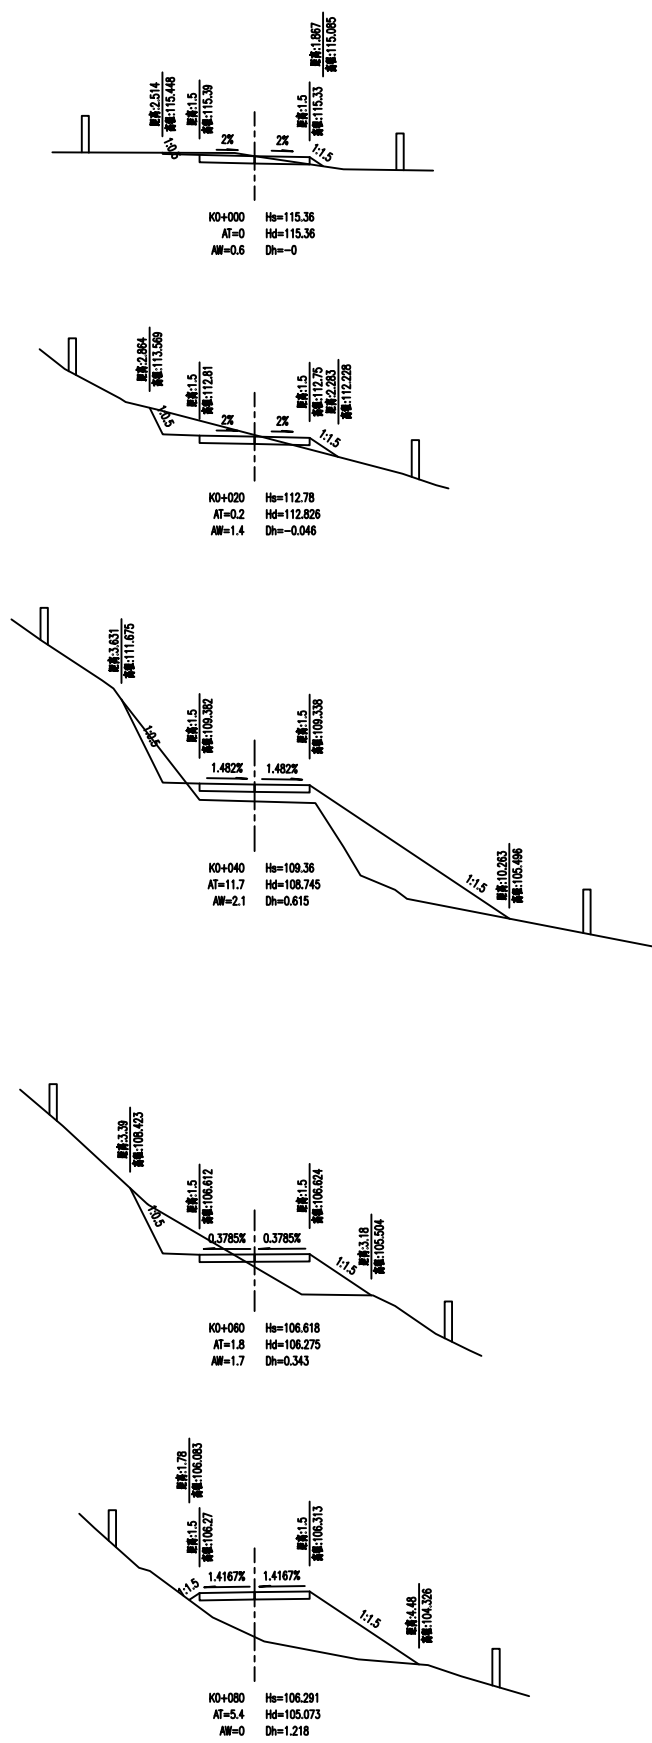 距离:1.867
高程:115.085
距离:2.514
高程:115.448
距离:1.5
高程:115.39
距离:1.5
高程:115.33
1:0.5
2%
2%
1:1.5
K0+000 Hs=115.36
AT=0 Hd=115.36
AW=0.6 Dh=-0
距离:2.864
高程:113.569
距离:1.5
高程:112.81
距离:1.5
高程:112.75
距离:2.283
高程:112.228
1:0.5
2%
2%
1:1.5
K0+020 Hs=112.78
AT=0.2 Hd=112.826
AW=1.4 Dh=-0.046
距离:3.631
高程:111.675
距离:1.5
高程:109.382
距离:1.5
高程:109.338
1:0.5
1.482%
1.482%
1:1.5
距离:10.263
高程:105.496
K0+040 Hs=109.36
AT=11.7 Hd=108.745
AW=2.1 Dh=0.615
距离:3.39
高程:108.423
距离:1.5
高程:106.612
距离:1.5
高程:106.624
1:0.5
0.3785%
0.3785%
1:1.5
距离:3.18
高程:105.504
K0+060 Hs=106.618
AT=1.8 Hd=106.275
AW=1.7 Dh=0.343
距离:1.78
高程:106.083
距离:1.5
高程:106.27
距离:1.5
高程:106.313
1:1.5
1.4167%
1.4167%
1:1.5
距离:4.48
高程:104.326
K0+080 Hs=106.291
AT=5.4 Hd=105.073
AW=0 Dh=1.218